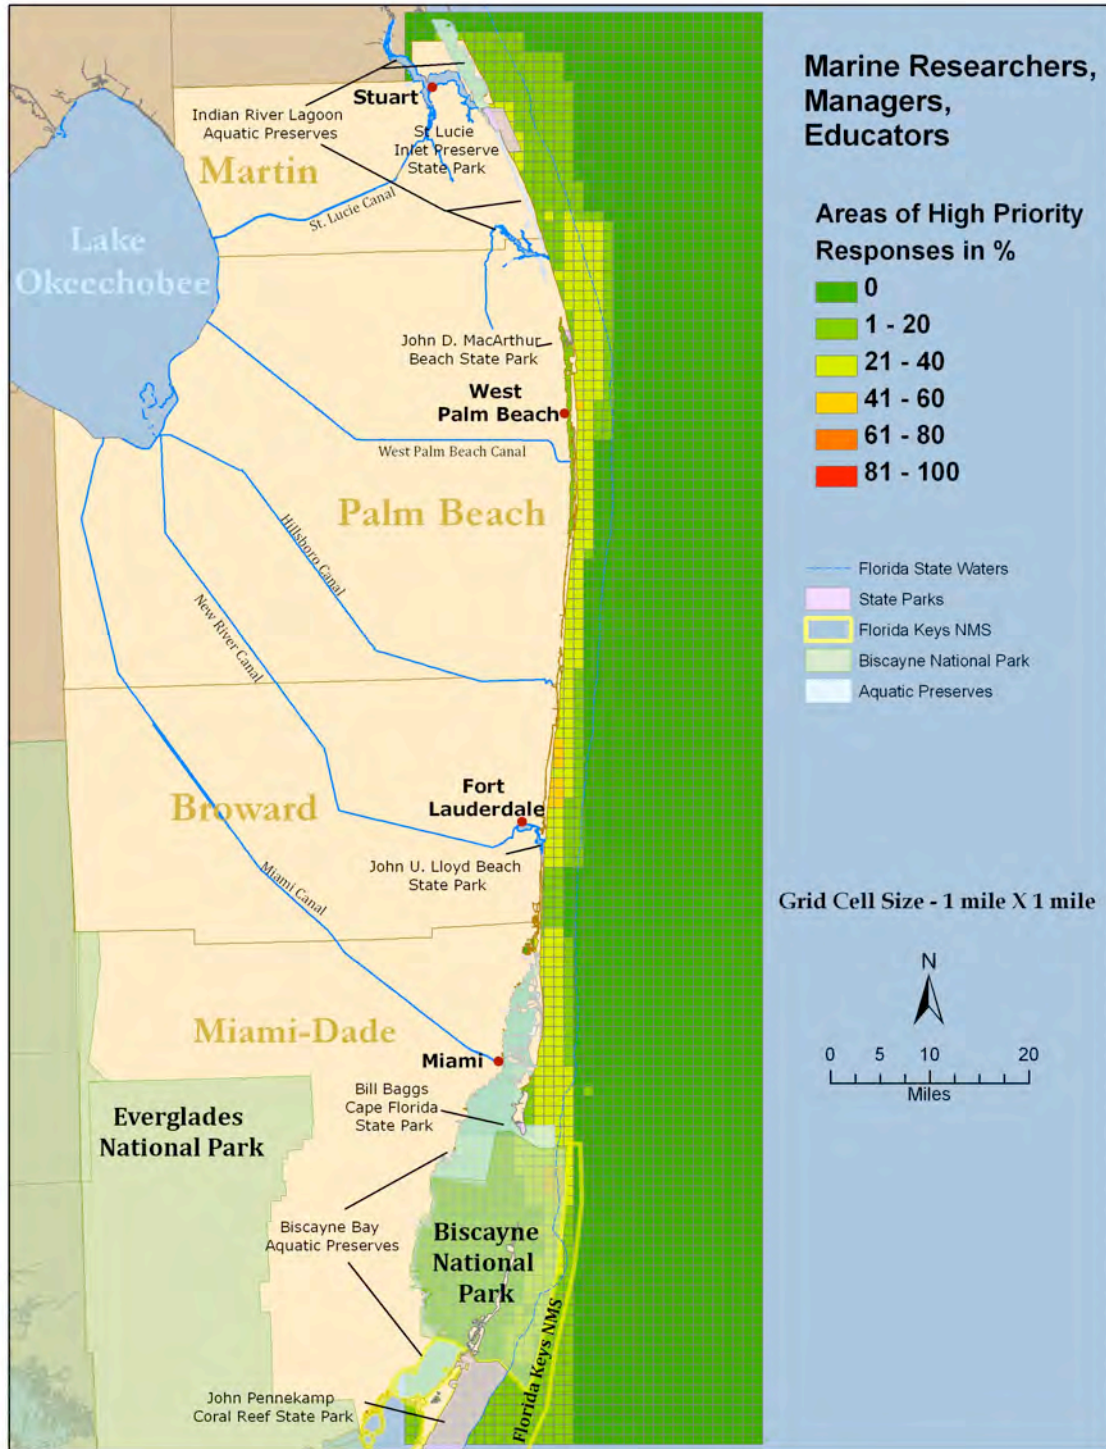 Marine Researchers,
Managers,
Educators
Areas of High Priority
Responses in %
0
1 - 20
21 - 40
41 - 60
61 - 80
81 - 100
Florida State Waters
State Parks
Florida Keys NMS
Biscayne National Park
Aquatic Preserves
Grid Cell Size - 1 mile X 1 mile
N
0 5 10 20
Miles
Stuart
Indian River Lagoon
Aquatic Preserves
St Lucie
Inlet Preserve
State Park
Martin
St. Lucie Canal
Lake
Okeechobee
John D. MacArthur
Beach State Park
West
Palm Beach
West Palm Beach Canal
Palm Beach
Hillsboro Canal
New River Canal
Fort
Lauderdale
Broward
John U. Lloyd Beach
State Park
Miami Canal
Miami-Dade
Miami
Bill Baggs
Cape Florida
State Park
Everglades
National Park
Biscayne Bay
Aquatic Preserves
Biscayne
National
Park
Florida Keys NMS
John Pennekamp
Coral Reef State Park